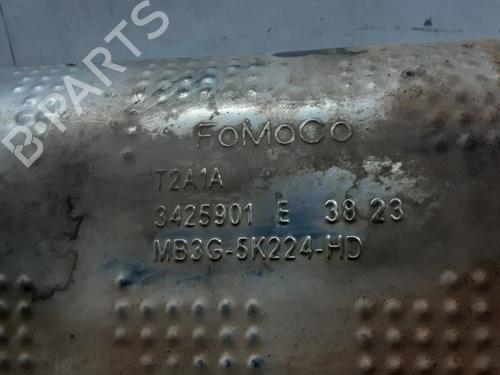 B-PARTS
FoMoCo
T2A1A
3425901 E 38 23
MB3G-5K224-HD